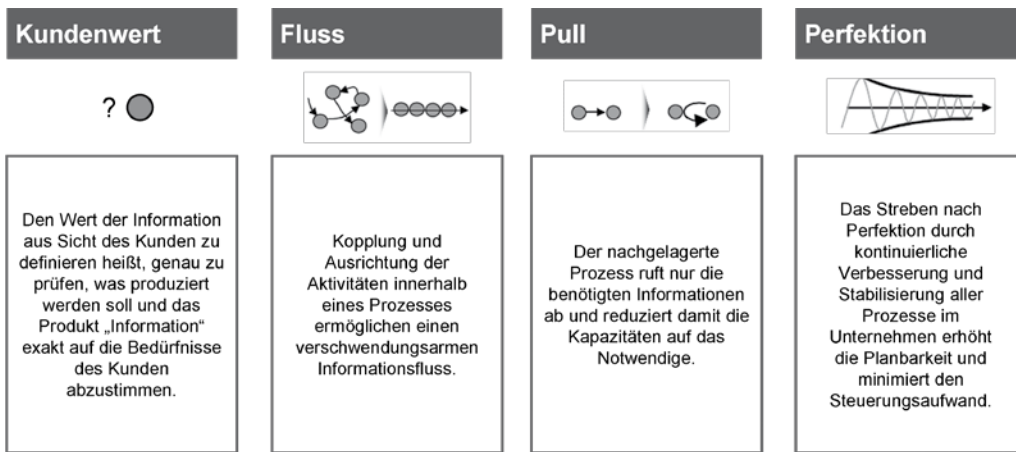 Kundenwert
Fluss
Pull
Perfektion
?
Den Wert der Information
aus Sicht des Kunden zu
definieren heißt, genau zu
prüfen, was produziert
werden soll und das
Produkt „Information“
exakt auf die Bedürfnisse
des Kunden
abzustimmen.
Kopplung und
Ausrichtung der
Aktivitäten innerhalb
eines Prozesses
ermöglichen einen
verschwendungsarmen
Informationsfluss.
Der nachgelagerte
Prozess ruft nur die
benötigten Informationen
ab und reduziert damit die
Kapazitäten auf das
Notwendige.
Das Streben nach
Perfektion durch
kontinuierliche
Verbesserung und
Stabilisierung aller
Prozesse im
Unternehmen erhöht
die Planbarkeit und
minimiert den
Steuerungsaufwand.